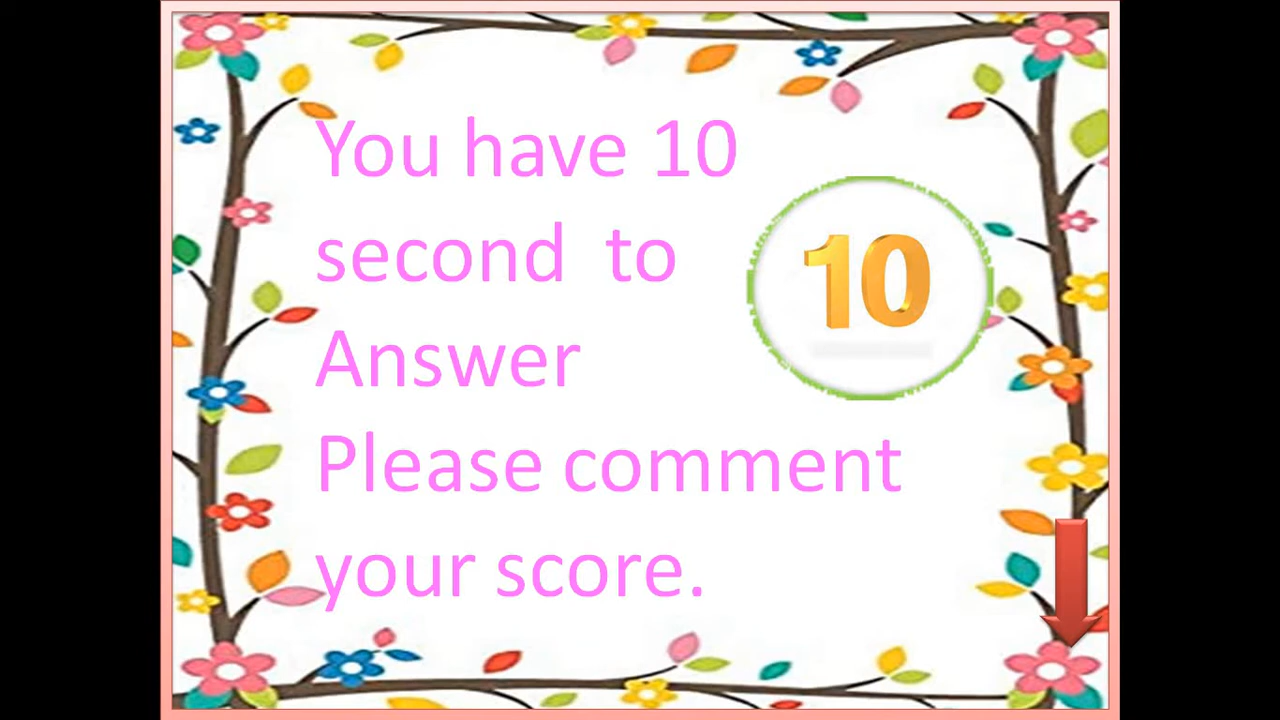 You have 10
second to
Answer
10
Please comment
your score.